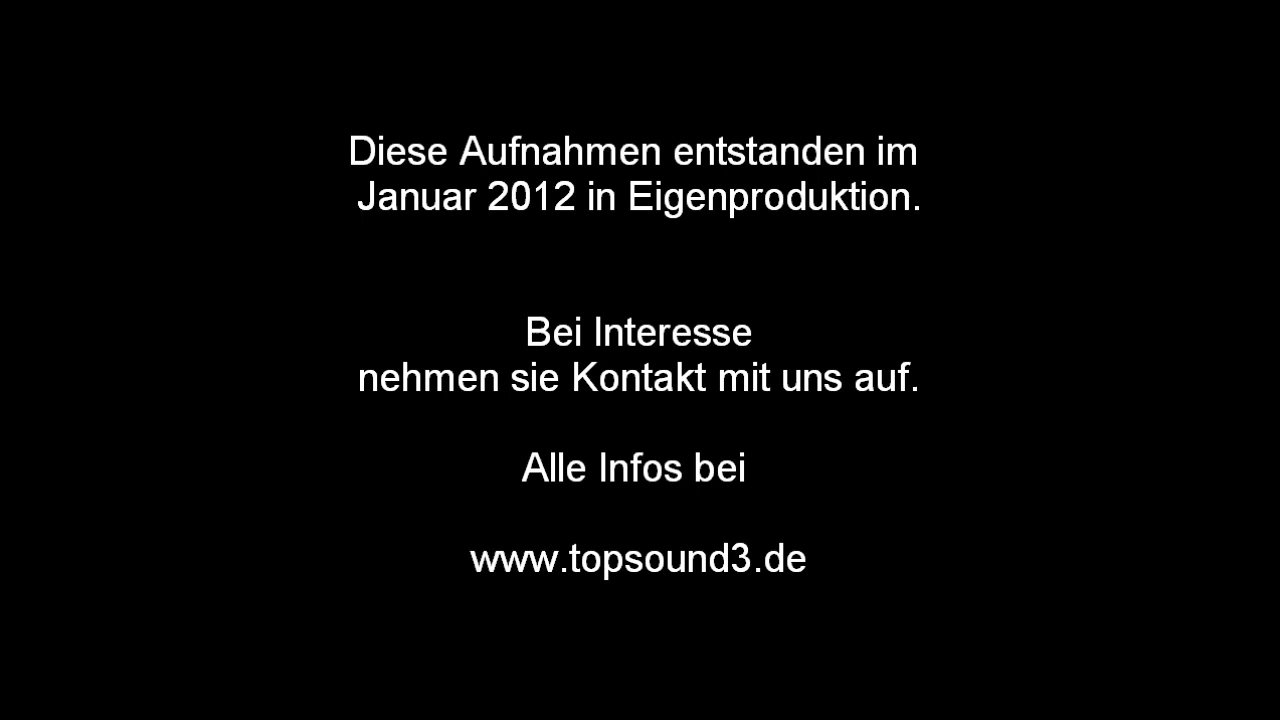 Diese Aufnahmen entstanden im
Januar 2012 in Eigenproduktion.
Bei Interesse
nehmen sie Kontakt mit uns auf.
Alle Infos bei
www.topsound3.de